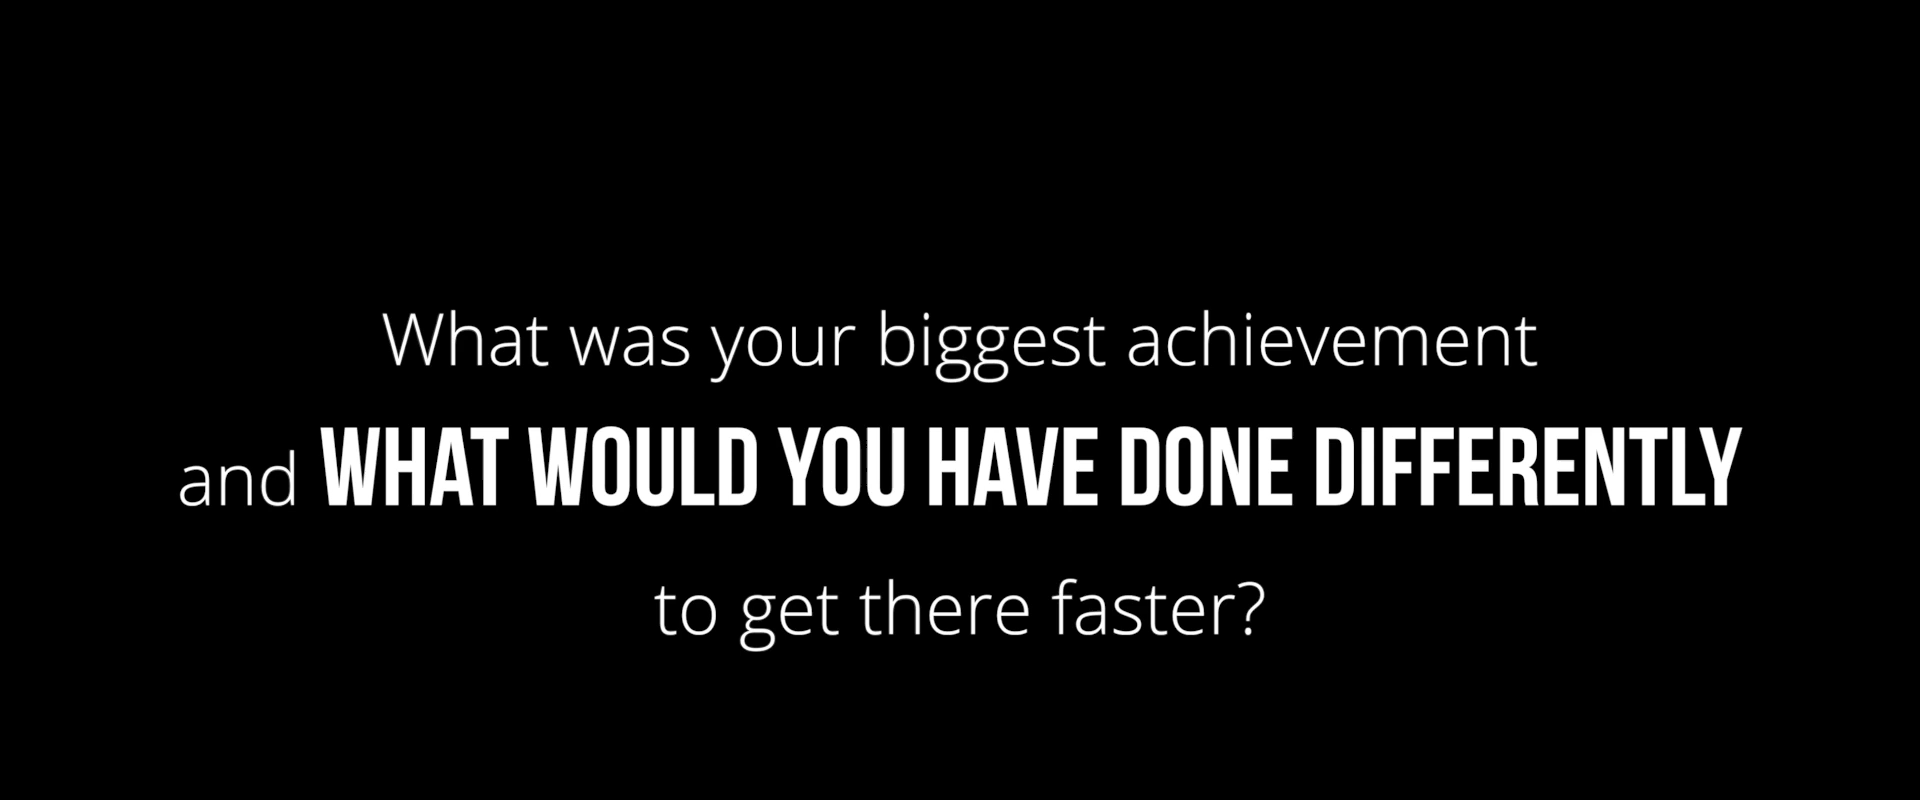 What was your biggest achievement
and WHAT WOULD YOU HAVE DONE DIFFERENTLY
to get there faster?